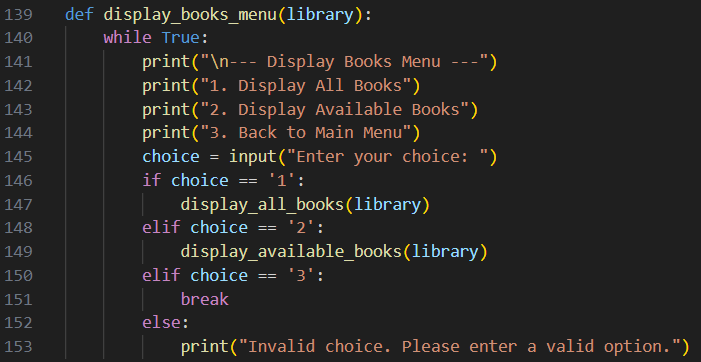 139 def display_books_menu(library):
140     while True:
141         print("\n--- Display Books Menu ---")
142         print("1. Display All Books")
143         print("2. Display Available Books")
144         print("3. Back to Main Menu")
145         choice = input("Enter your choice: ")
146         if choice == '1':
147             display_all_books(library)
148         elif choice == '2':
149             display_available_books(library)
150         elif choice == '3':
151             break
152         else:
153             print("Invalid choice. Please enter a valid option.")